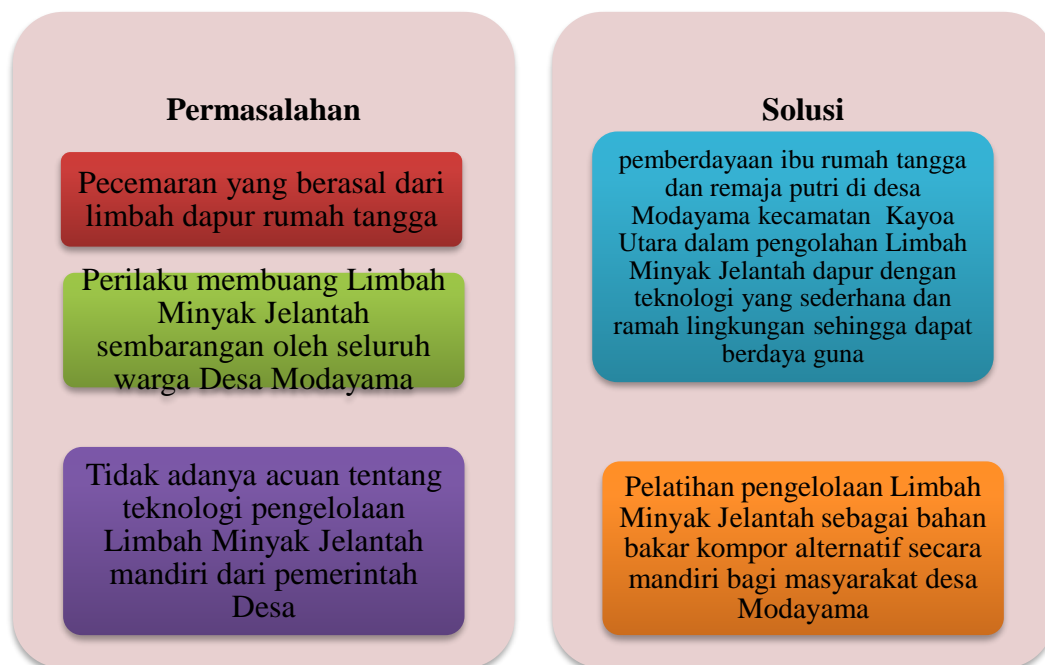 Permasalahan
Pecemaran yang berasal dari
limbah dapur rumah tangga
Perilaku membuang Limbah
Minyak Jelantah
sembarangan oleh seluruh
warga Desa Modayama
Tidak adanya acuan tentang
teknologi pengelolaan
Limbah Minyak Jelantah
mandiri dari pemerintah
Desa
Solusi
pemberdayaan ibu rumah tangga
dan remaja putri di desa
Modayama kecamatan Kayoa
Utara dalam pengolahan Limbah
Minyak Jelantah dapur dengan
teknologi yang sederhana dan
ramah lingkungan sehingga dapat
berdaya guna
Pelatihan pengelolaan Limbah
Minyak Jelantah sebagai bahan
bakar kompor alternatif secara
mandiri bagi masyarakat desa
Modayama